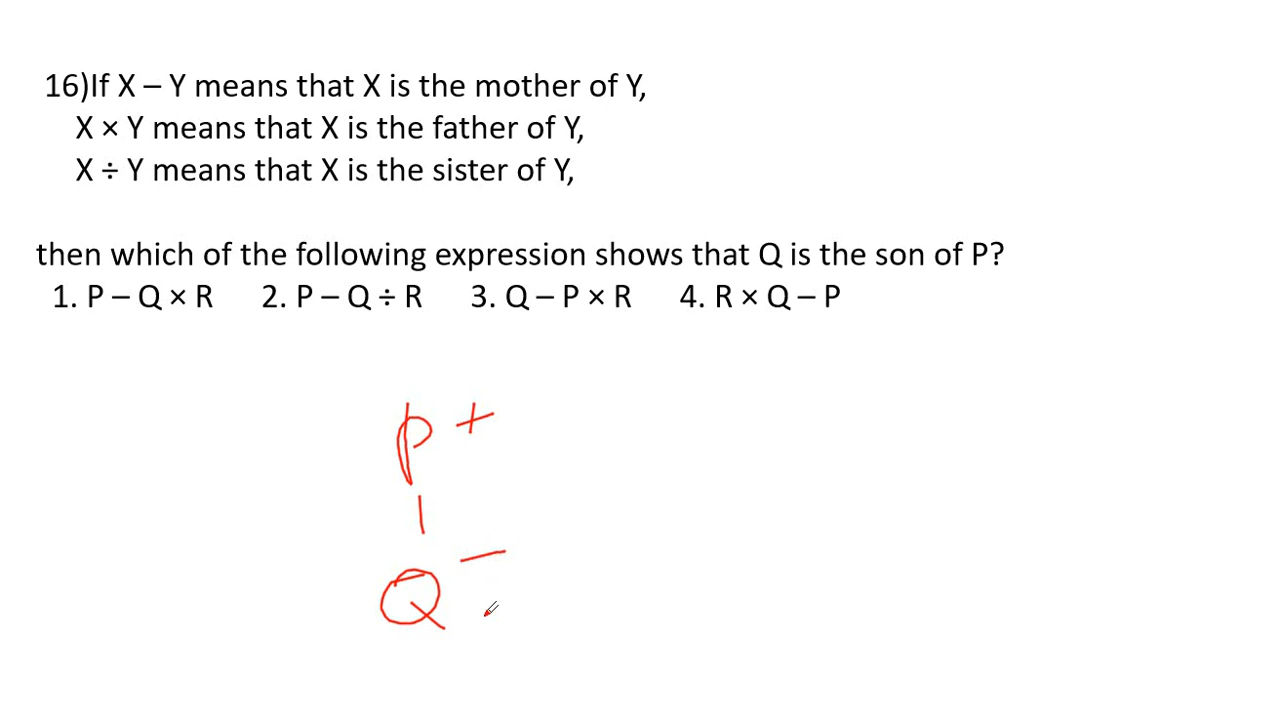 16)If X – Y means that X is the mother of Y,
X × Y means that X is the father of Y,
X ÷ Y means that X is the sister of Y,
then which of the following expression shows that Q is the son of P?
1. P – Q × R 2. P – Q ÷ R 3. Q – P × R 4. R × Q – P
P +
|
Q –